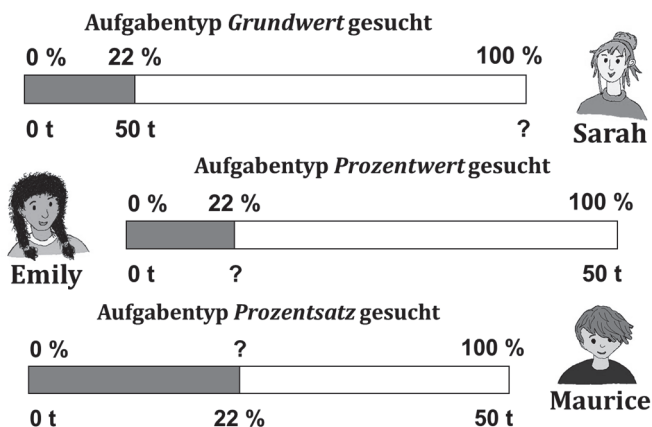 Aufgabentyp Grundwert gesucht
0 % 22 % 100 %
0 t 50 t ?
Sarah
Aufgabentyp Prozentwert gesucht
0 % 22 % 100 %
0 t ? 50 t
Emily
Aufgabentyp Prozentsatz gesucht
0 % ? 100 %
0 t 22 % 50 t
Maurice